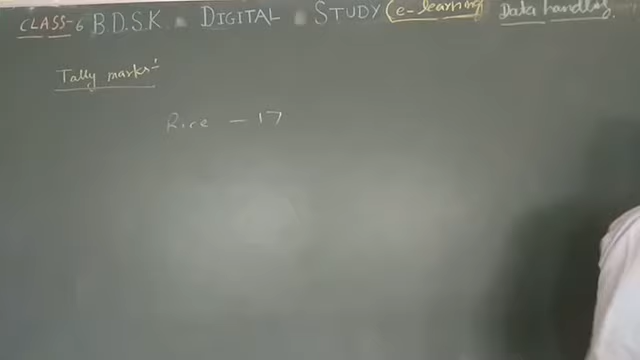 CLASS-6 B D.S.K. DIGITAL STUDY (e-learning) Data handling.
Tally marks:-
Rice - 17